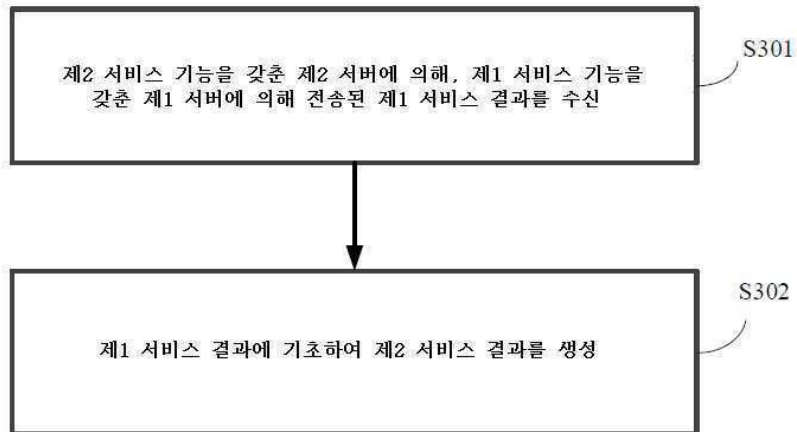 제2 서비스 기능을 갖춘 제2 서버에 의해, 제1 서비스 기능을
갖춘 제1 서버에 의해 전송된 제1 서비스 결과를 수신
S301
제1 서비스 결과에 기초하여 제2 서비스 결과를 생성
S302